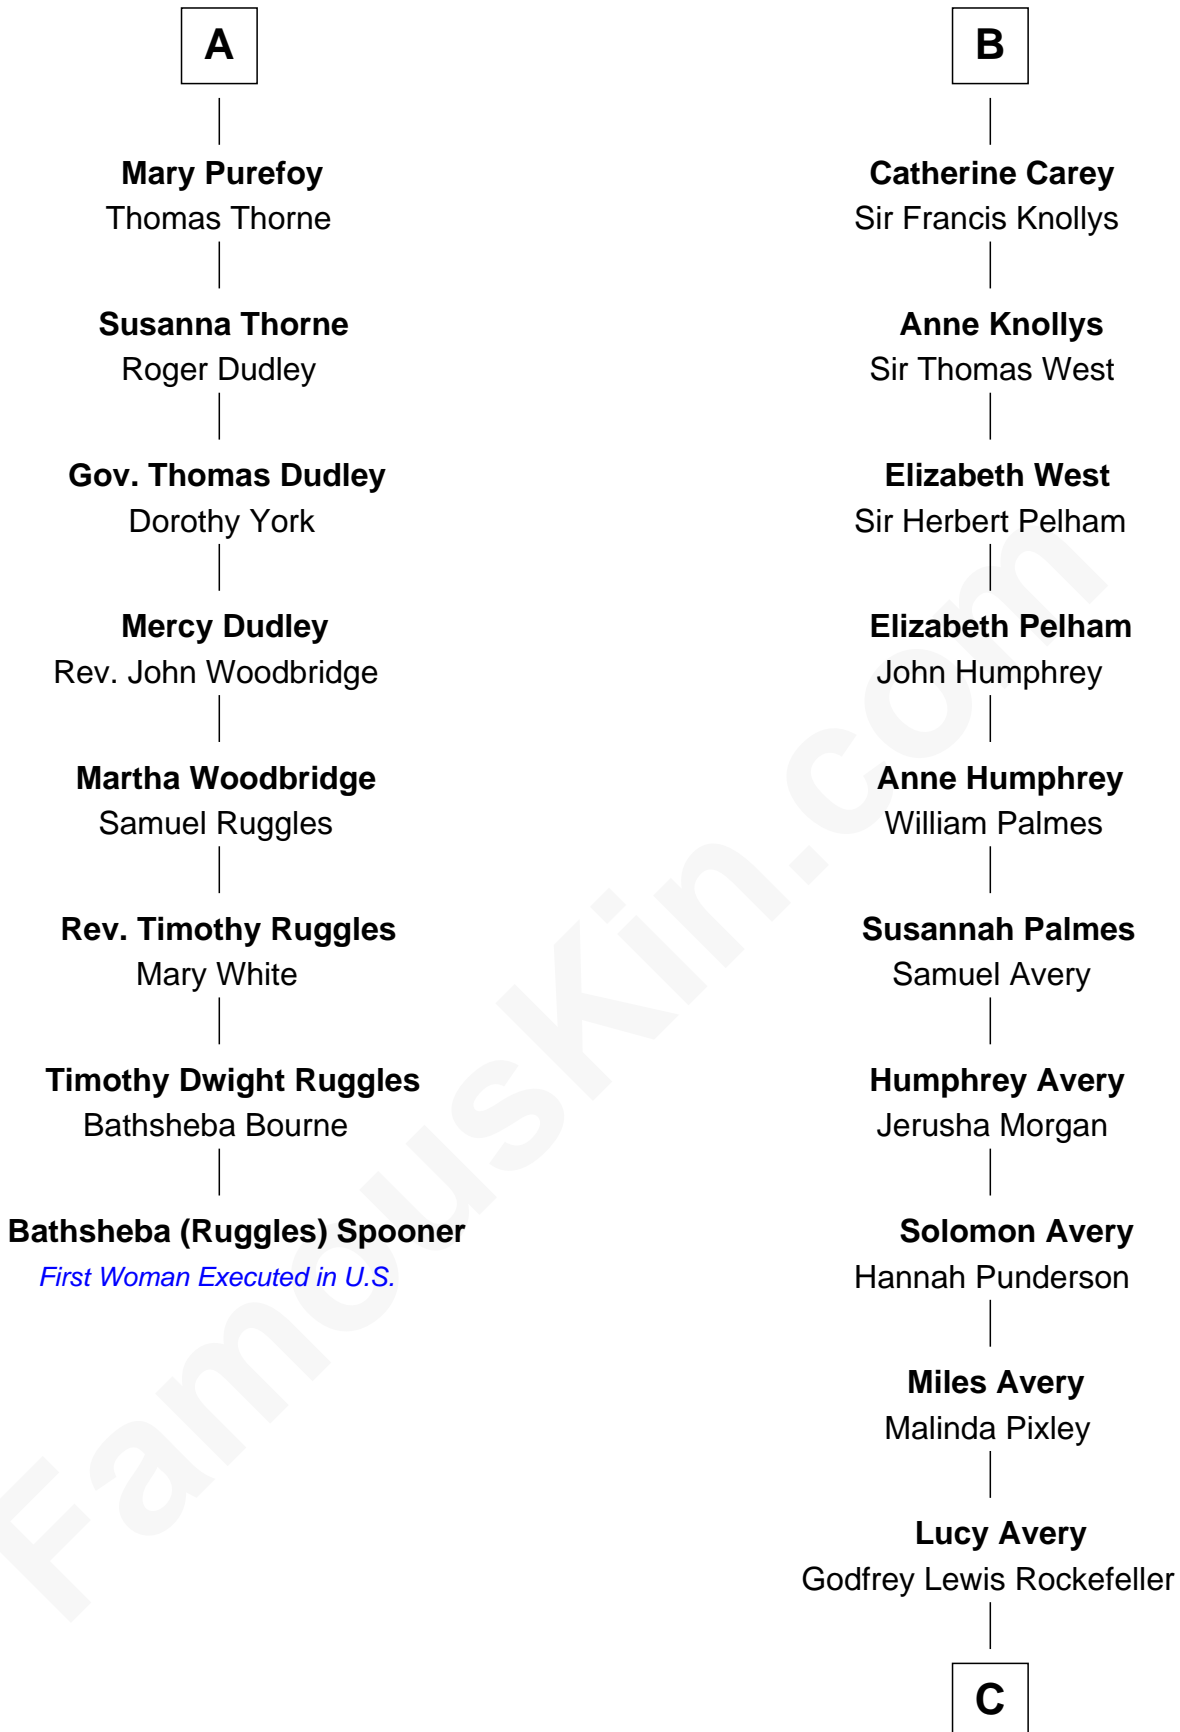 A
Mary Purefoy
Thomas Thorne
Susanna Thorne
Roger Dudley
Gov. Thomas Dudley
Dorothy York
Mercy Dudley
Rev. John Woodbridge
Martha Woodbridge
Samuel Ruggles
Rev. Timothy Ruggles
Mary White
Timothy Dwight Ruggles
Bathsheba Bourne
Bathsheba (Ruggles) Spooner
First Woman Executed in U.S.
B
Catherine Carey
Sir Francis Knollys
Anne Knollys
Sir Thomas West
Elizabeth West
Sir Herbert Pelham
Elizabeth Pelham
John Humphrey
Anne Humphrey
William Palmes
Susannah Palmes
Samuel Avery
Humphrey Avery
Jerusha Morgan
Solomon Avery
Hannah Punderson
Miles Avery
Malinda Pixley
Lucy Avery
Godfrey Lewis Rockefeller
C
FamousKin.com